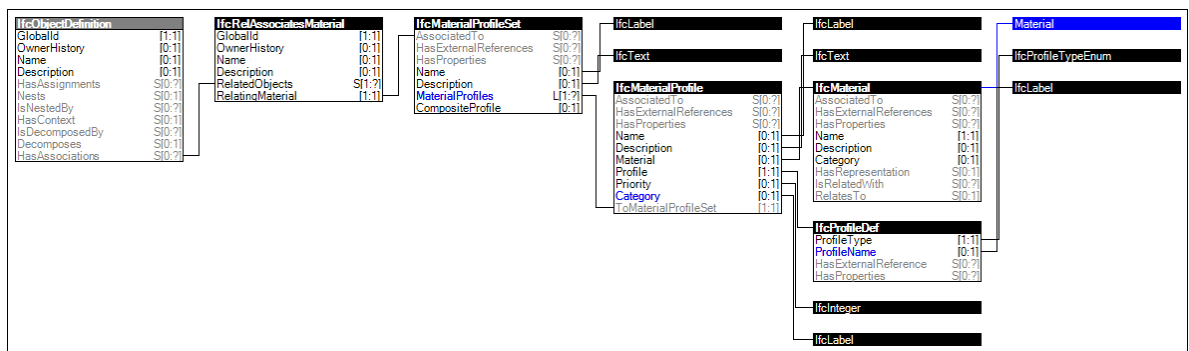 IfcObjectDefinition
GlobalId [1:1]
OwnerHistory [0:1]
Name [0:1]
Description [0:1]
HasAssignments S[0:?]
Nests S[0:1]
IsNestedBy S[0:?]
HasContext S[0:1]
IsDecomposedBy S[0:?]
Decomposes S[0:1]
HasAssociations S[0:?]
IfcRelAssociatesMaterial
GlobalId [1:1]
OwnerHistory [0:1]
Name [0:1]
Description [0:1]
RelatedObjects S[1:?]
RelatingMaterial [1:1]
IfcMaterialProfileSet
AssociatedTo S[0:?]
HasExternalReferences S[0:?]
HasProperties S[0:?]
Name [0:1]
Description [0:1]
MaterialProfiles L[1:?]
CompositeProfile [0:1]
IfcLabel
IfcText
IfcMaterialProfile
AssociatedTo S[0:?]
HasExternalReferences S[0:?]
HasProperties S[0:?]
Name [0:1]
Description [0:1]
Material [0:1]
Profile [1:1]
Priority [0:1]
Category [0:1]
ToMaterialProfileSet [1:1]
IfcLabel
IfcText
IfcMaterial
AssociatedTo S[0:?]
HasExternalReferences S[0:?]
HasProperties S[0:?]
Name [1:1]
Description [0:1]
Category [0:1]
HasRepresentation S[0:1]
IsRelatedWith S[0:?]
RelatesTo S[0:1]
IfcProfileDef
ProfileType [1:1]
ProfileName [0:1]
HasExternalReference S[0:?]
HasProperties S[0:?]
IfcInteger
IfcLabel
Material
IfcProfileTypeEnum
IfcLabel